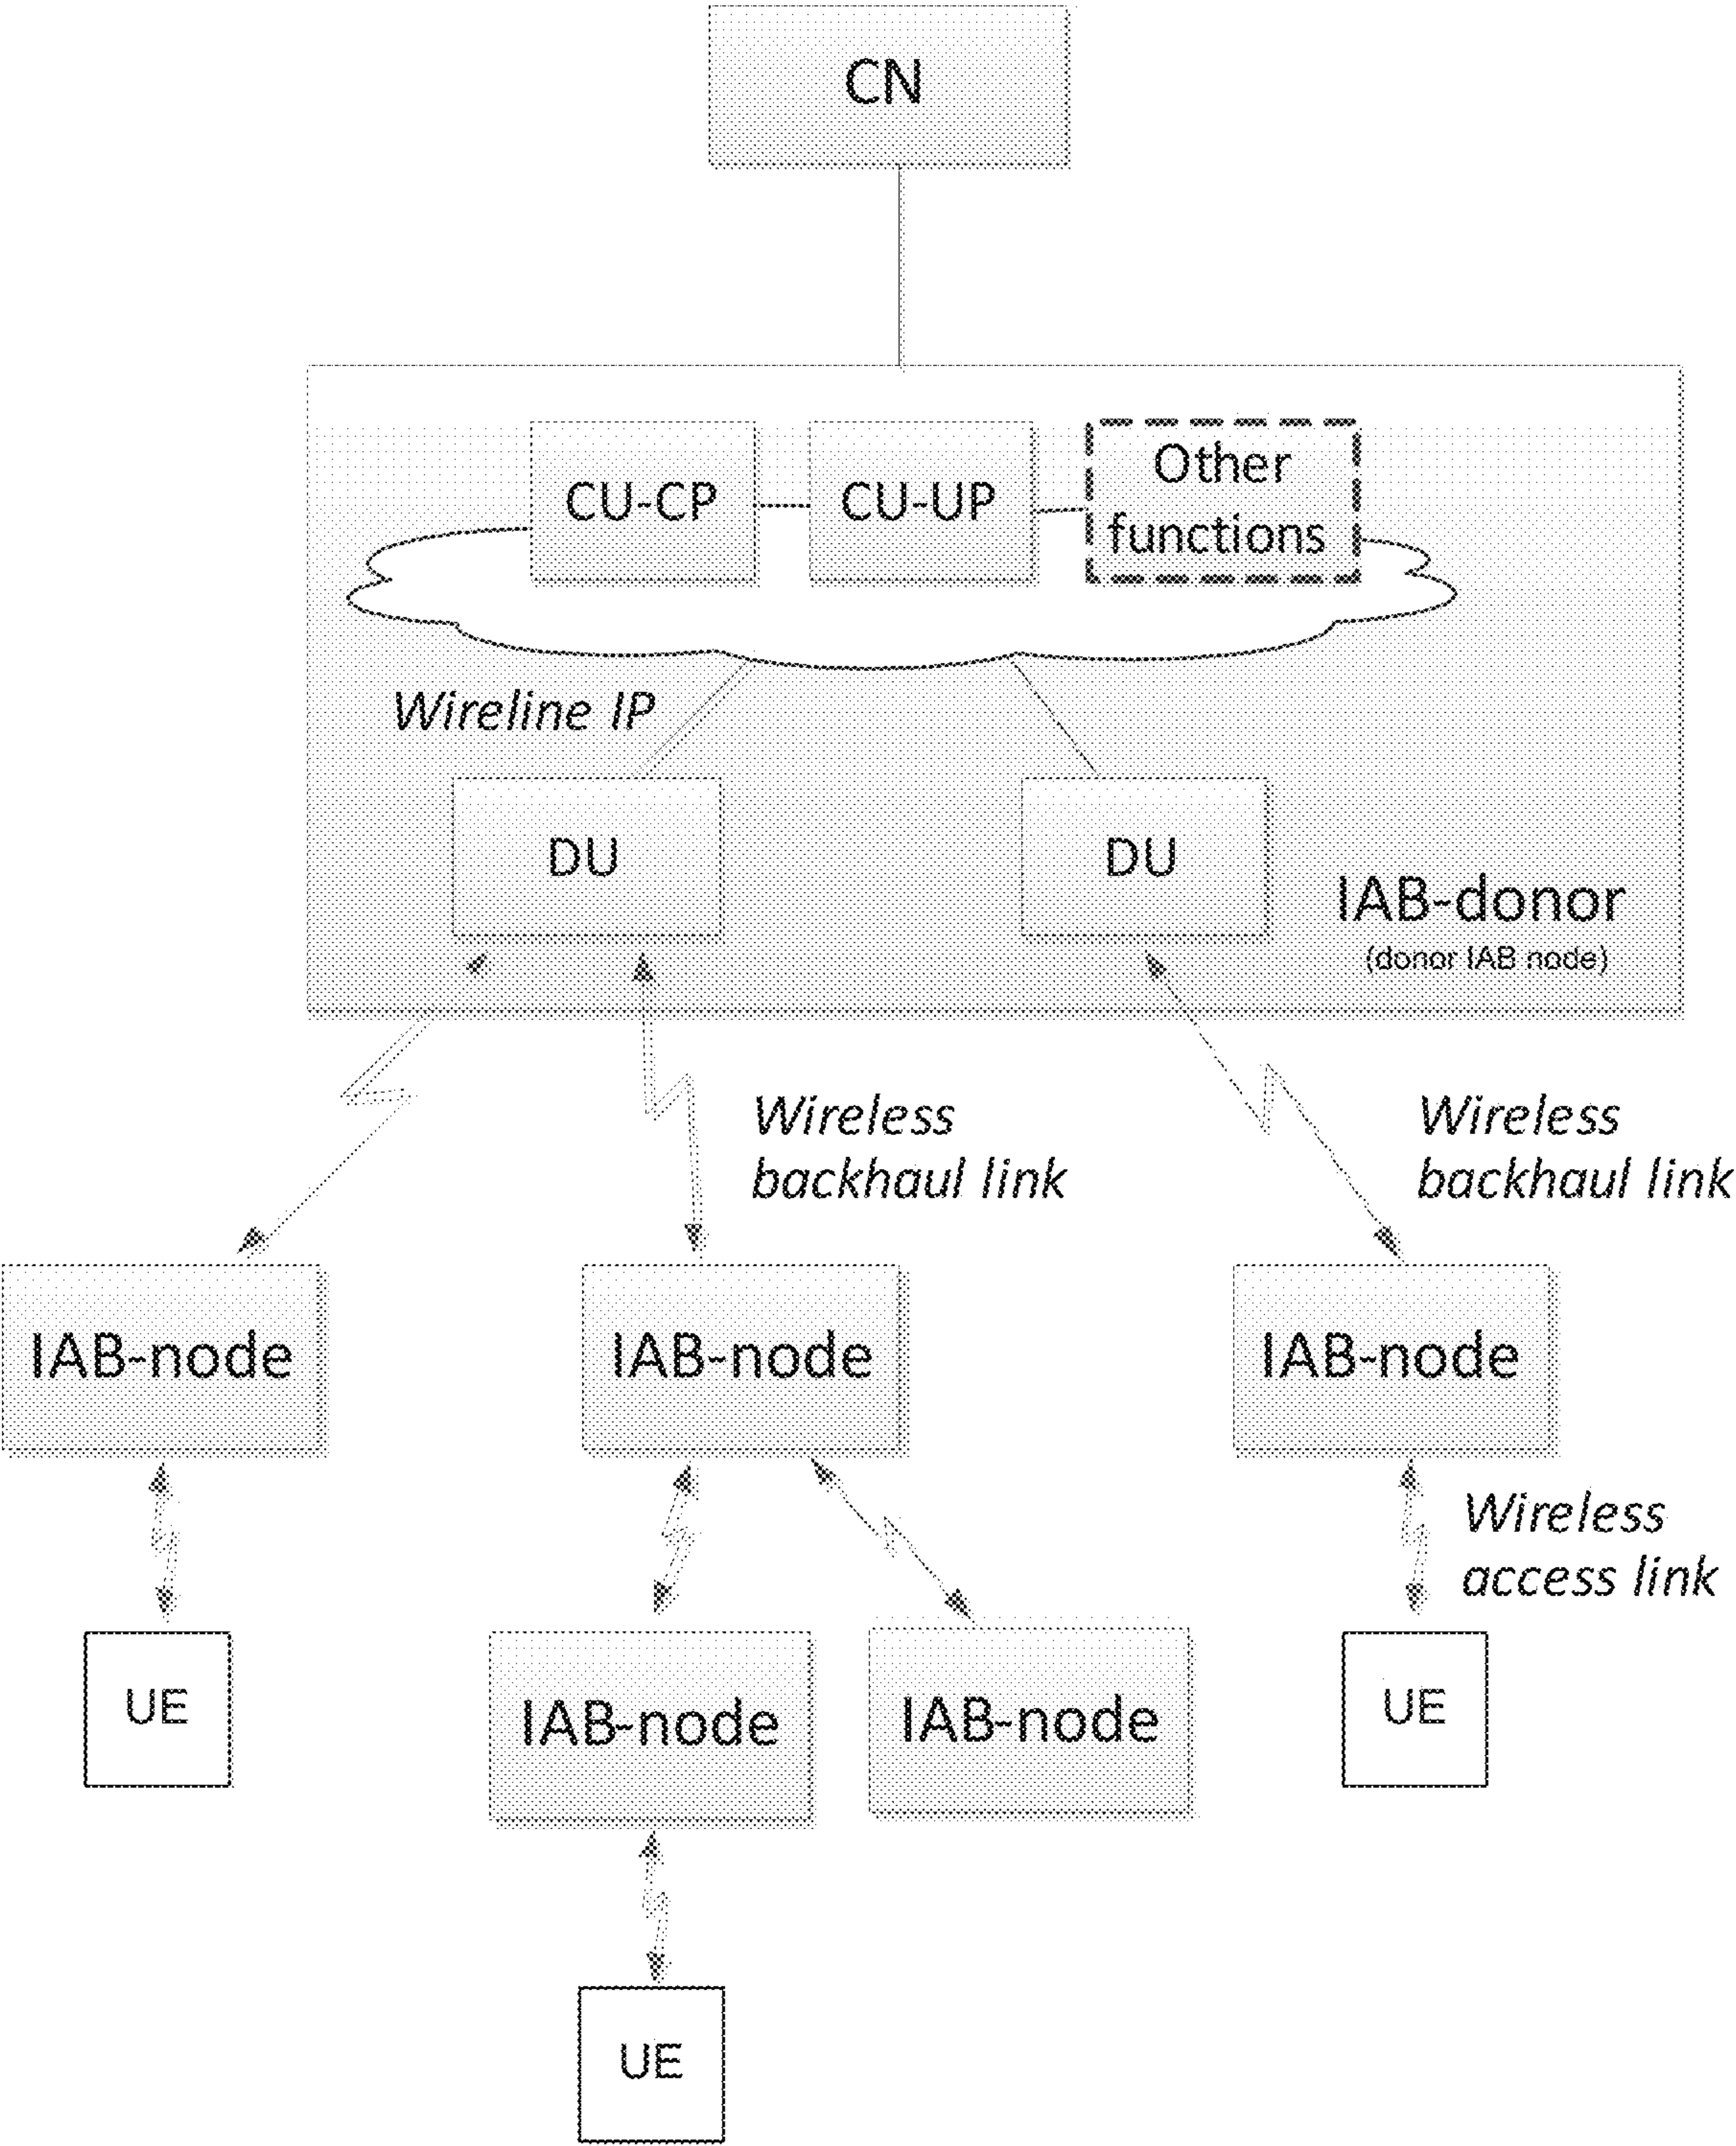 CN
CU-CP
CU-UP
Other
functions
Wireline IP
DU
DU
IAB-donor
(donor IAB node)
Wireless
backhaul link
Wireless
backhaul link
IAB-node
IAB-node
IAB-node
Wireless
access link
UE
IAB-node
IAB-node
UE
UE